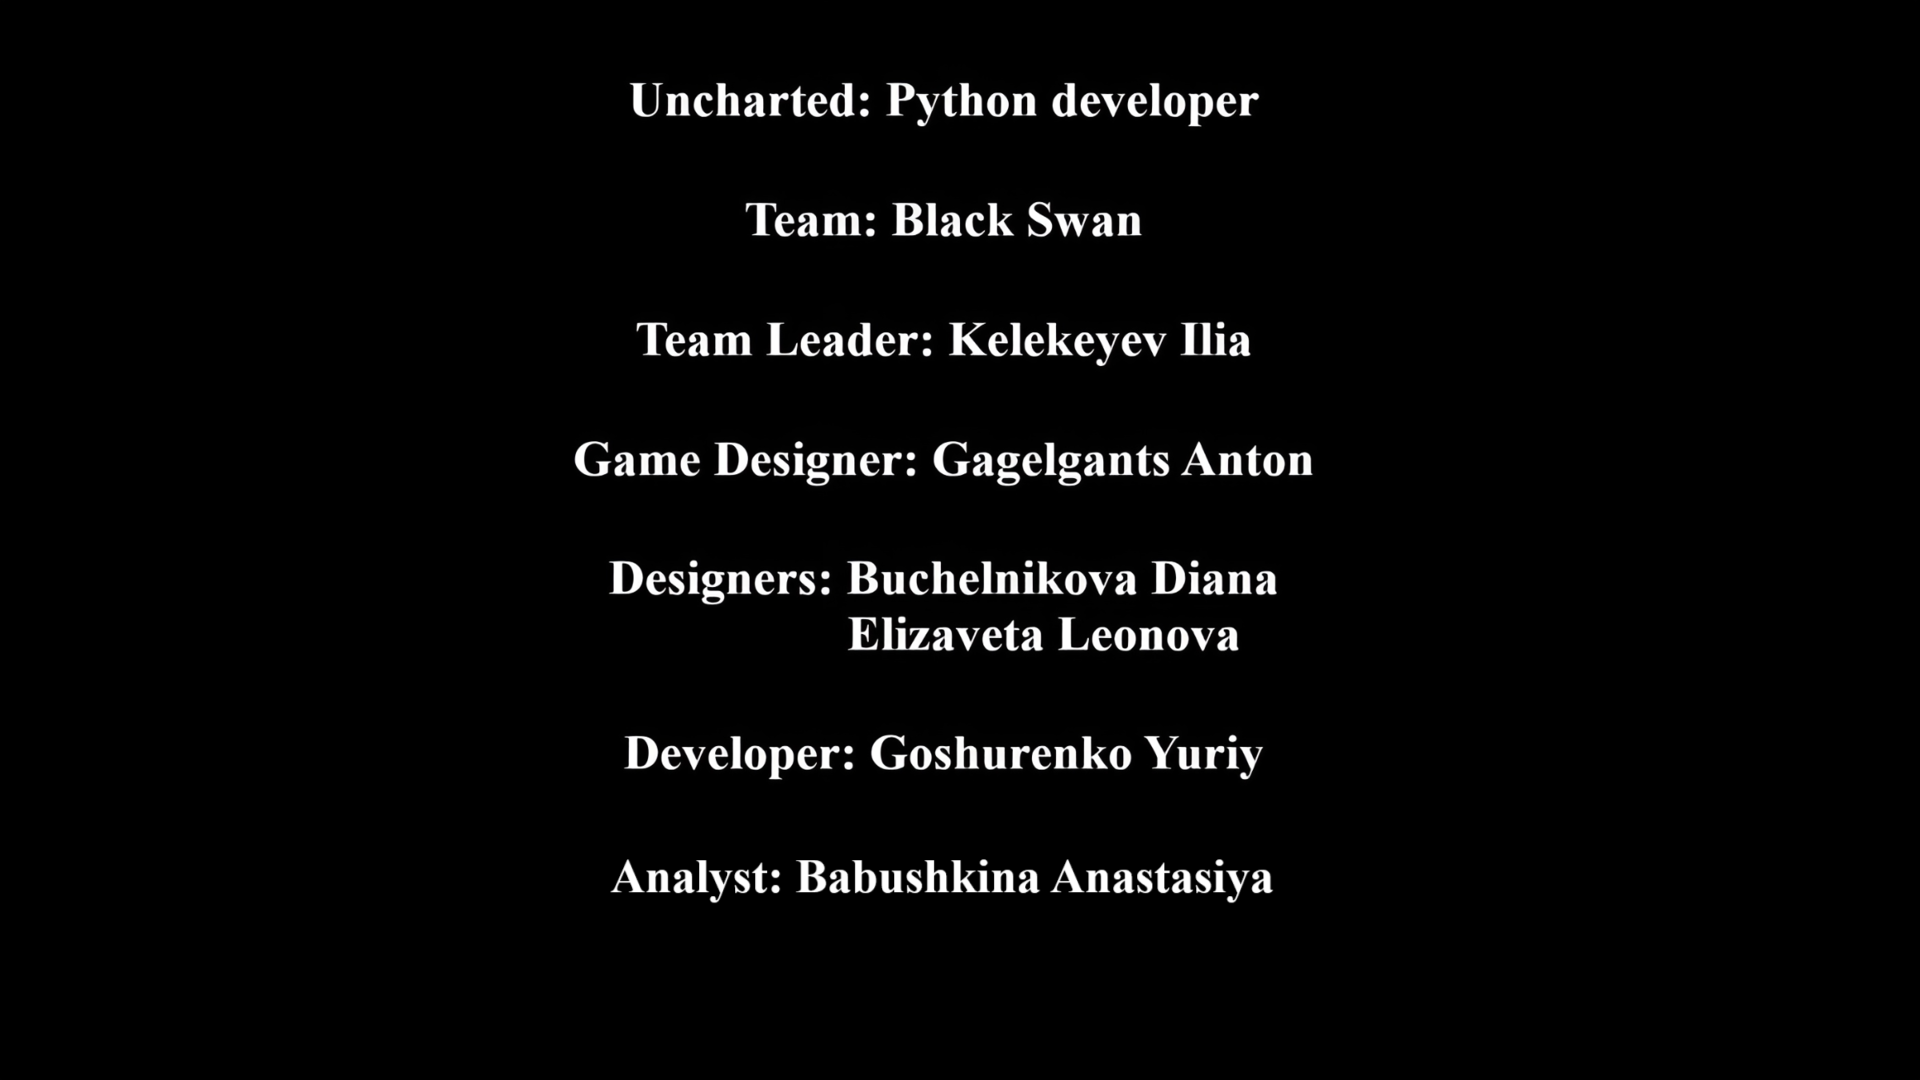 Uncharted: Python developer
Team: Black Swan
Team Leader: Kelekeyev Ilia
Game Designer: Gagelgants Anton
Designers: Buchelnikova Diana
Elizaveta Leonova
Developer: Goshurenko Yuriy
Analyst: Babushkina Anastasiya